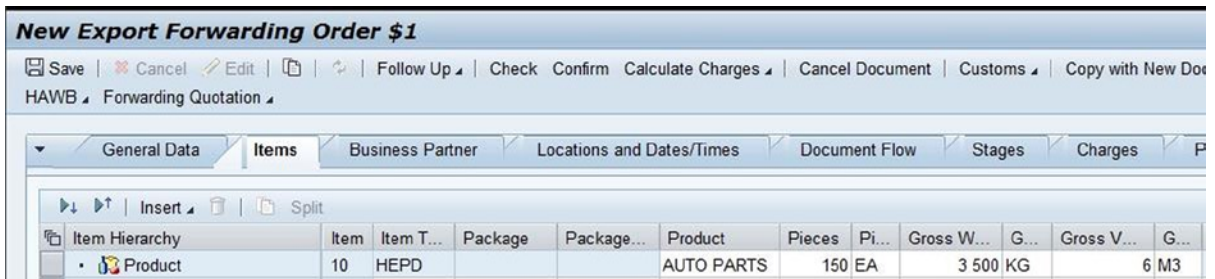 New Export Forwarding Order $1
Save Cancel Edit Follow Up Check Confirm Calculate Charges Cancel Document Customs Copy with New Doc
HAWB Forwarding Quotation
General Data Items Business Partner Locations and Dates/Times Document Flow Stages Charges P
Insert Split
Item Hierarchy Item Item T... Package Package... Product Pieces Pi... Gross W... G... Gross V... G...
Product 10 HEPD AUTO PARTS 150 EA 3 500 KG 6 M3